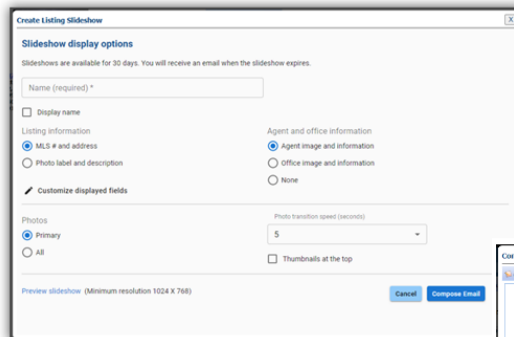 Create Listing Slideshow
X
Slideshow display options
Slideshows are available for 30 days. You will receive an email when the slideshow expires.
Name (required) *
Display name
Listing information
MLS # and address
Photo label and description
Customize displayed fields
Agent and office information
Agent image and information
Office image and information
None
Photos
Primary
All
Photo transition speed (seconds)
5
Thumbnails at the top
Preview slideshow (Minimum resolution 1024 X 768)
Cancel
Compose Email